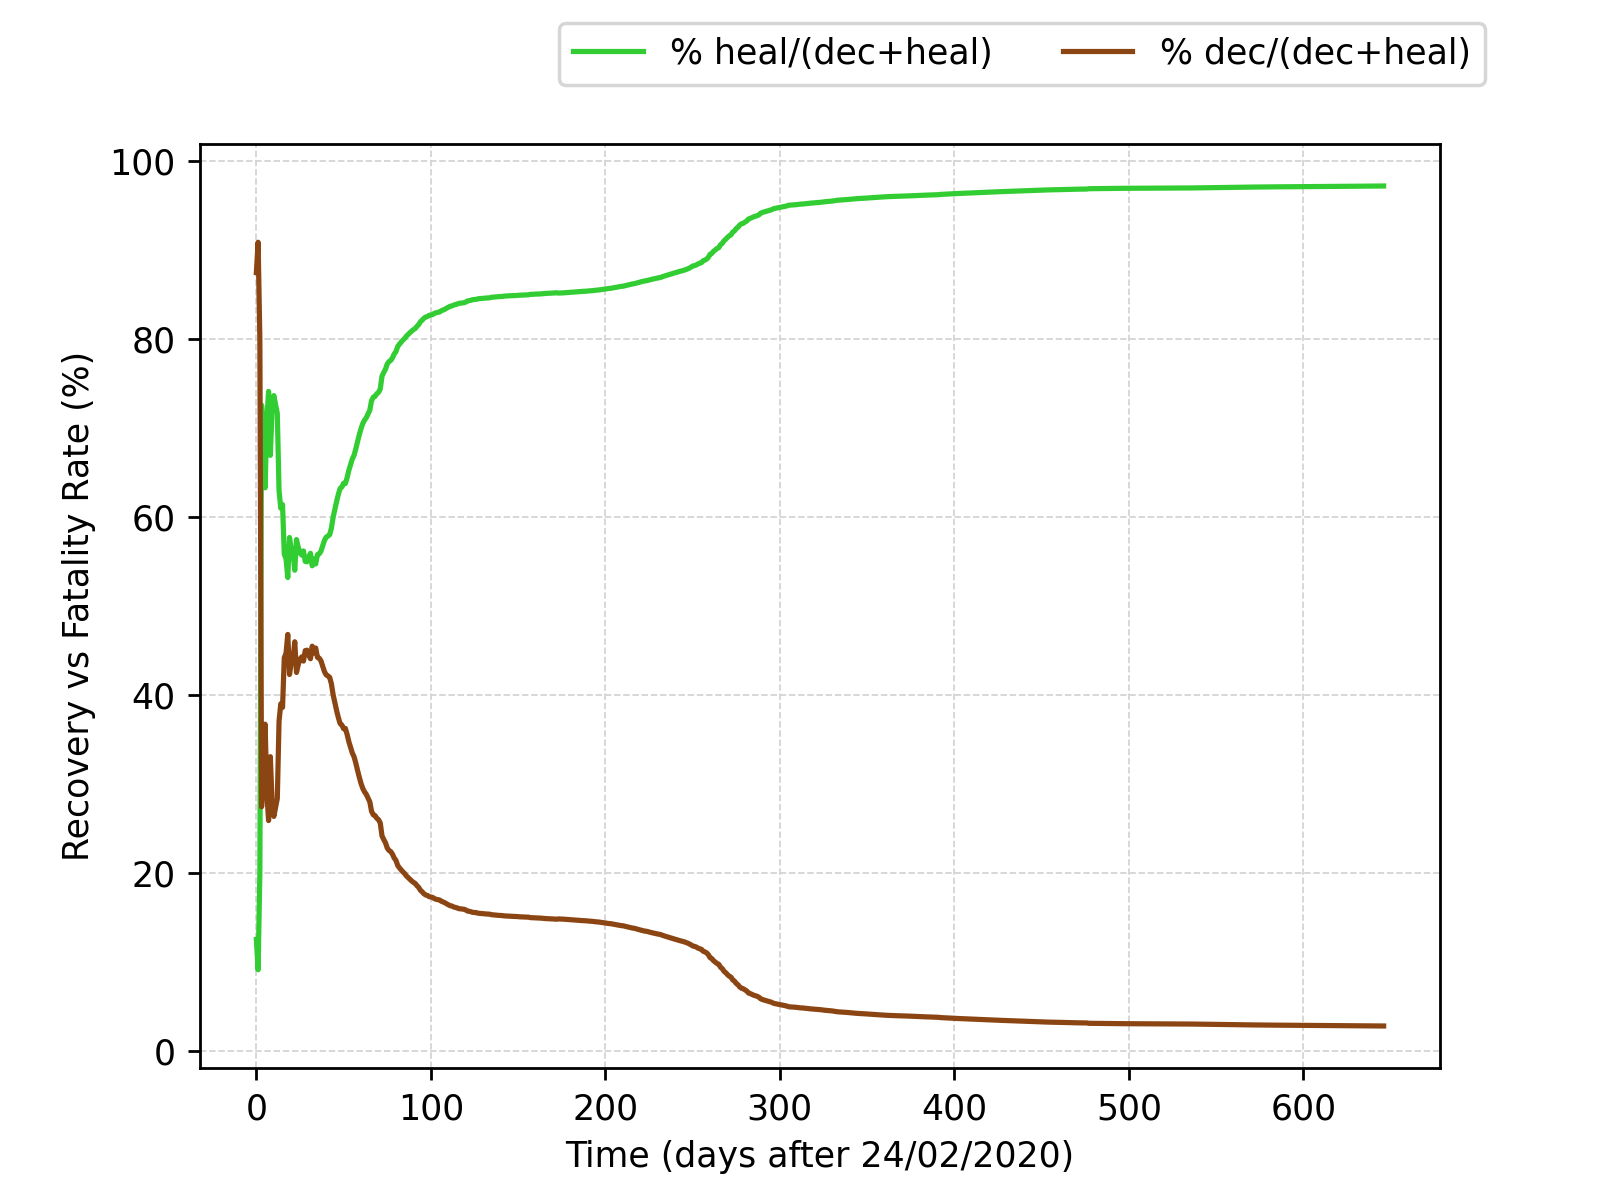 % heal/(dec+heal) % dec/(dec+heal)
Recovery vs Fatality Rate (%)
100
80
60
40
20
0
0 100 200 300 400 500 600
Time (days after 24/02/2020)